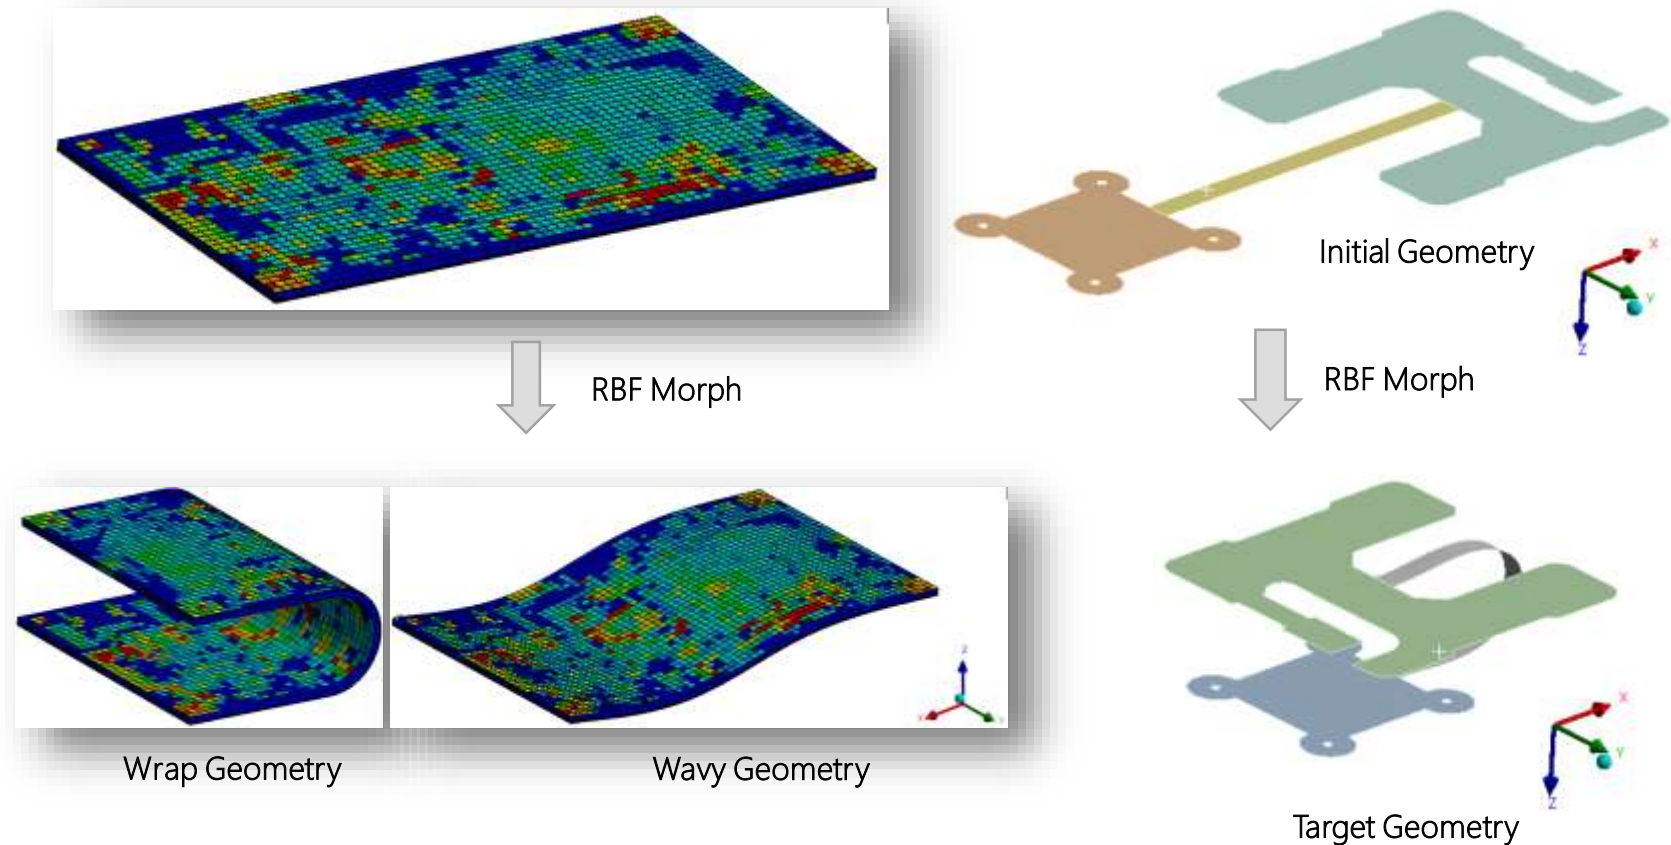 Initial Geometry
X
Y
Z
RBF Morph
RBF Morph
Z
X
Y
Wrap Geometry
Wavy Geometry
X
Y
Z
Target Geometry